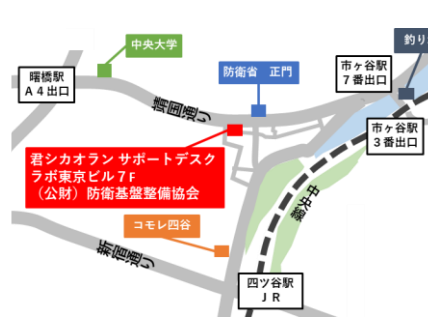 中央大学
曙橋駅
A4出口
靖国通り
防衛省 正門
市ヶ谷駅
7番出口
釣り
市ヶ谷駅
3番出口
君シカオラン サポートデスク
ラポ東京ビル7F
（公財）防衛基盤整備協会
中央線
コモレ四谷
新宿通り
四ツ谷駅
JR